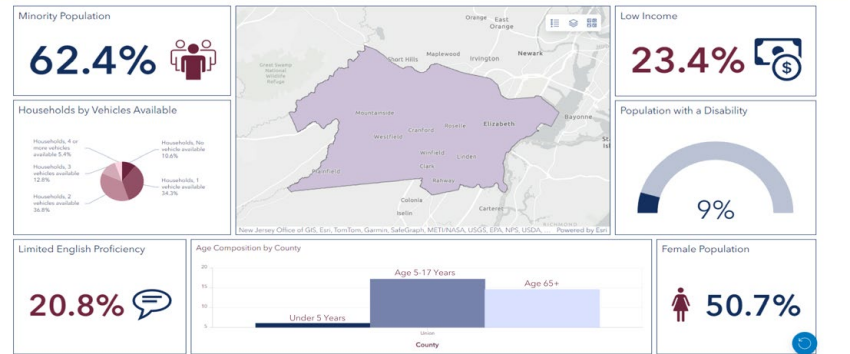 Minority Population
62.4%
Households by Vehicles Available
Households, 4 or
more vehicles
available 5.4%
Households, No
vehicle available
10.6%
Households, 3
vehicles available
12.8%
Households, 1
vehicle available
34.3%
Households, 2
vehicles available
36.8%
Orange
East
Orange
Short Hills
Maplewood
Irvington
Newark
Great Swamp
National
Wildlife
Refuge
Mountainside
Cranford
Roselle
Elizabeth
Bayonne
Westfield
Winfield
Linden
Clark
Plainfield
Rahway
Colonia
Carteret
Iselin
RICHMOND
New Jersey Office of GIS, Esri, TomTom, Garmin, SafeGraph, METI/NASA, USGS, EPA, NPS, USDA, ...
Powered by Esri
Low Income
23.4%
$
Population with a Disability
9%
Limited English Proficiency
20.8%
Age Composition by County
20
15
10
5
Under 5 Years
Age 5-17 Years
Age 65+
Union
County
Female Population
50.7%